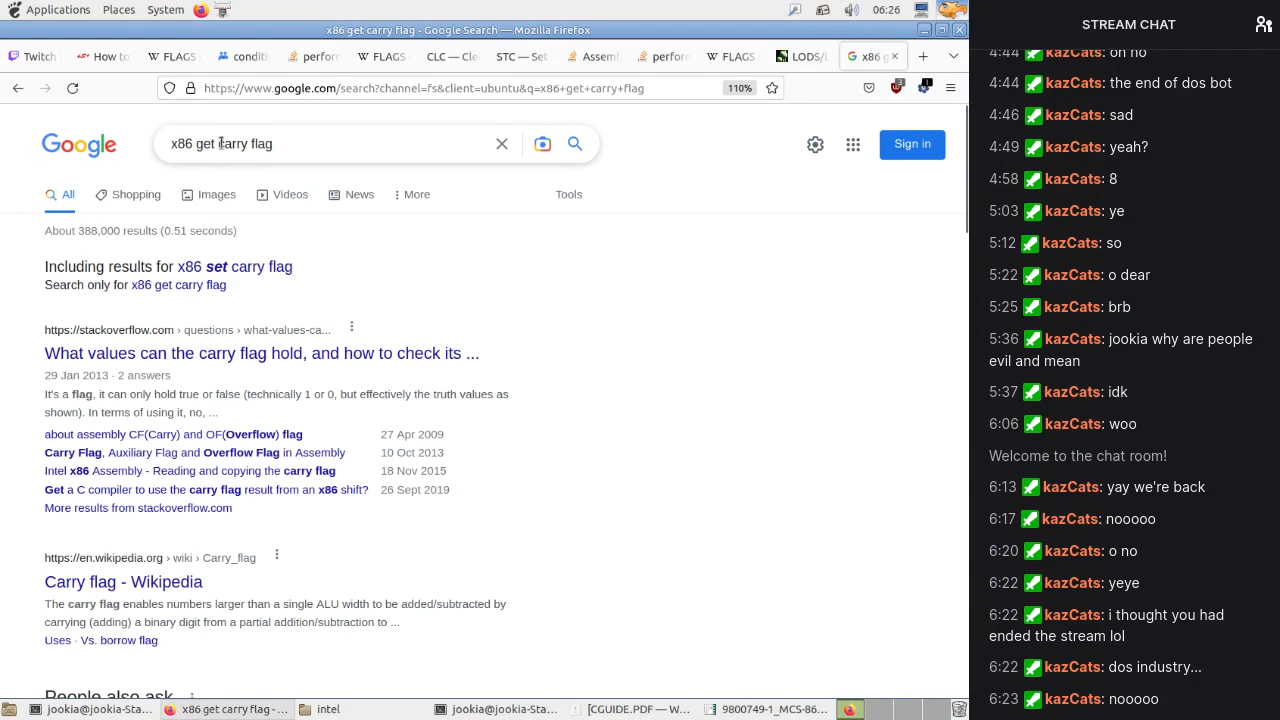 Applications Places System 06:26
x86 get carry flag - Google Search — Mozilla Firefox
Twitch How to FLAGS conditi perforn FLAGS CLC — Cle STC — Set Assemb perforn FLAGS LODS/L x86 g
https://www.google.com/search?channel=fs&client=ubuntu&q=x86+get+carry+flag 110%
Google x86 get carry flag Sign in
All Shopping Images Videos News More Tools
About 388,000 results (0.51 seconds)
Including results for x86 set carry flag
Search only for x86 get carry flag
https://stackoverflow.com › questions › what-values-ca...
What values can the carry flag hold, and how to check its ...
29 Jan 2013 · 2 answers
It's a flag, it can only hold true or false (technically 1 or 0, but effectively the truth values as
shown). In terms of using it, no, ...
about assembly CF(Carry) and OF(Overflow) flag 27 Apr 2009
Carry Flag, Auxiliary Flag and Overflow Flag in Assembly 10 Oct 2013
Intel x86 Assembly - Reading and copying the carry flag 18 Nov 2015
Get a C compiler to use the carry flag result from an x86 shift? 26 Sept 2019
More results from stackoverflow.com
https://en.wikipedia.org › wiki › Carry_flag
Carry flag - Wikipedia
The carry flag enables numbers larger than a single ALU width to be added/subtracted by
carrying (adding) a binary digit from a partial addition/subtraction to ...
Uses · Vs. borrow flag
People also ask
jookia@jookia-Sta... x86 get carry flag -... intel jookia@jookia-Sta... [CGUIDE.PDF — W... 9800749-1_MCS-86...
STREAM CHAT
4:44 kazCats: oh no
4:44 kazCats: the end of dos bot
4:46 kazCats: sad
4:49 kazCats: yeah?
4:58 kazCats: 8
5:03 kazCats: ye
5:12 kazCats: so
5:22 kazCats: o dear
5:25 kazCats: brb
5:36 kazCats: jookia why are people
evil and mean
5:37 kazCats: idk
6:06 kazCats: woo
Welcome to the chat room!
6:13 kazCats: yay we're back
6:17 kazCats: nooooo
6:20 kazCats: o no
6:22 kazCats: yeye
6:22 kazCats: i thought you had
ended the stream lol
6:22 kazCats: dos industry...
6:23 kazCats: nooooo